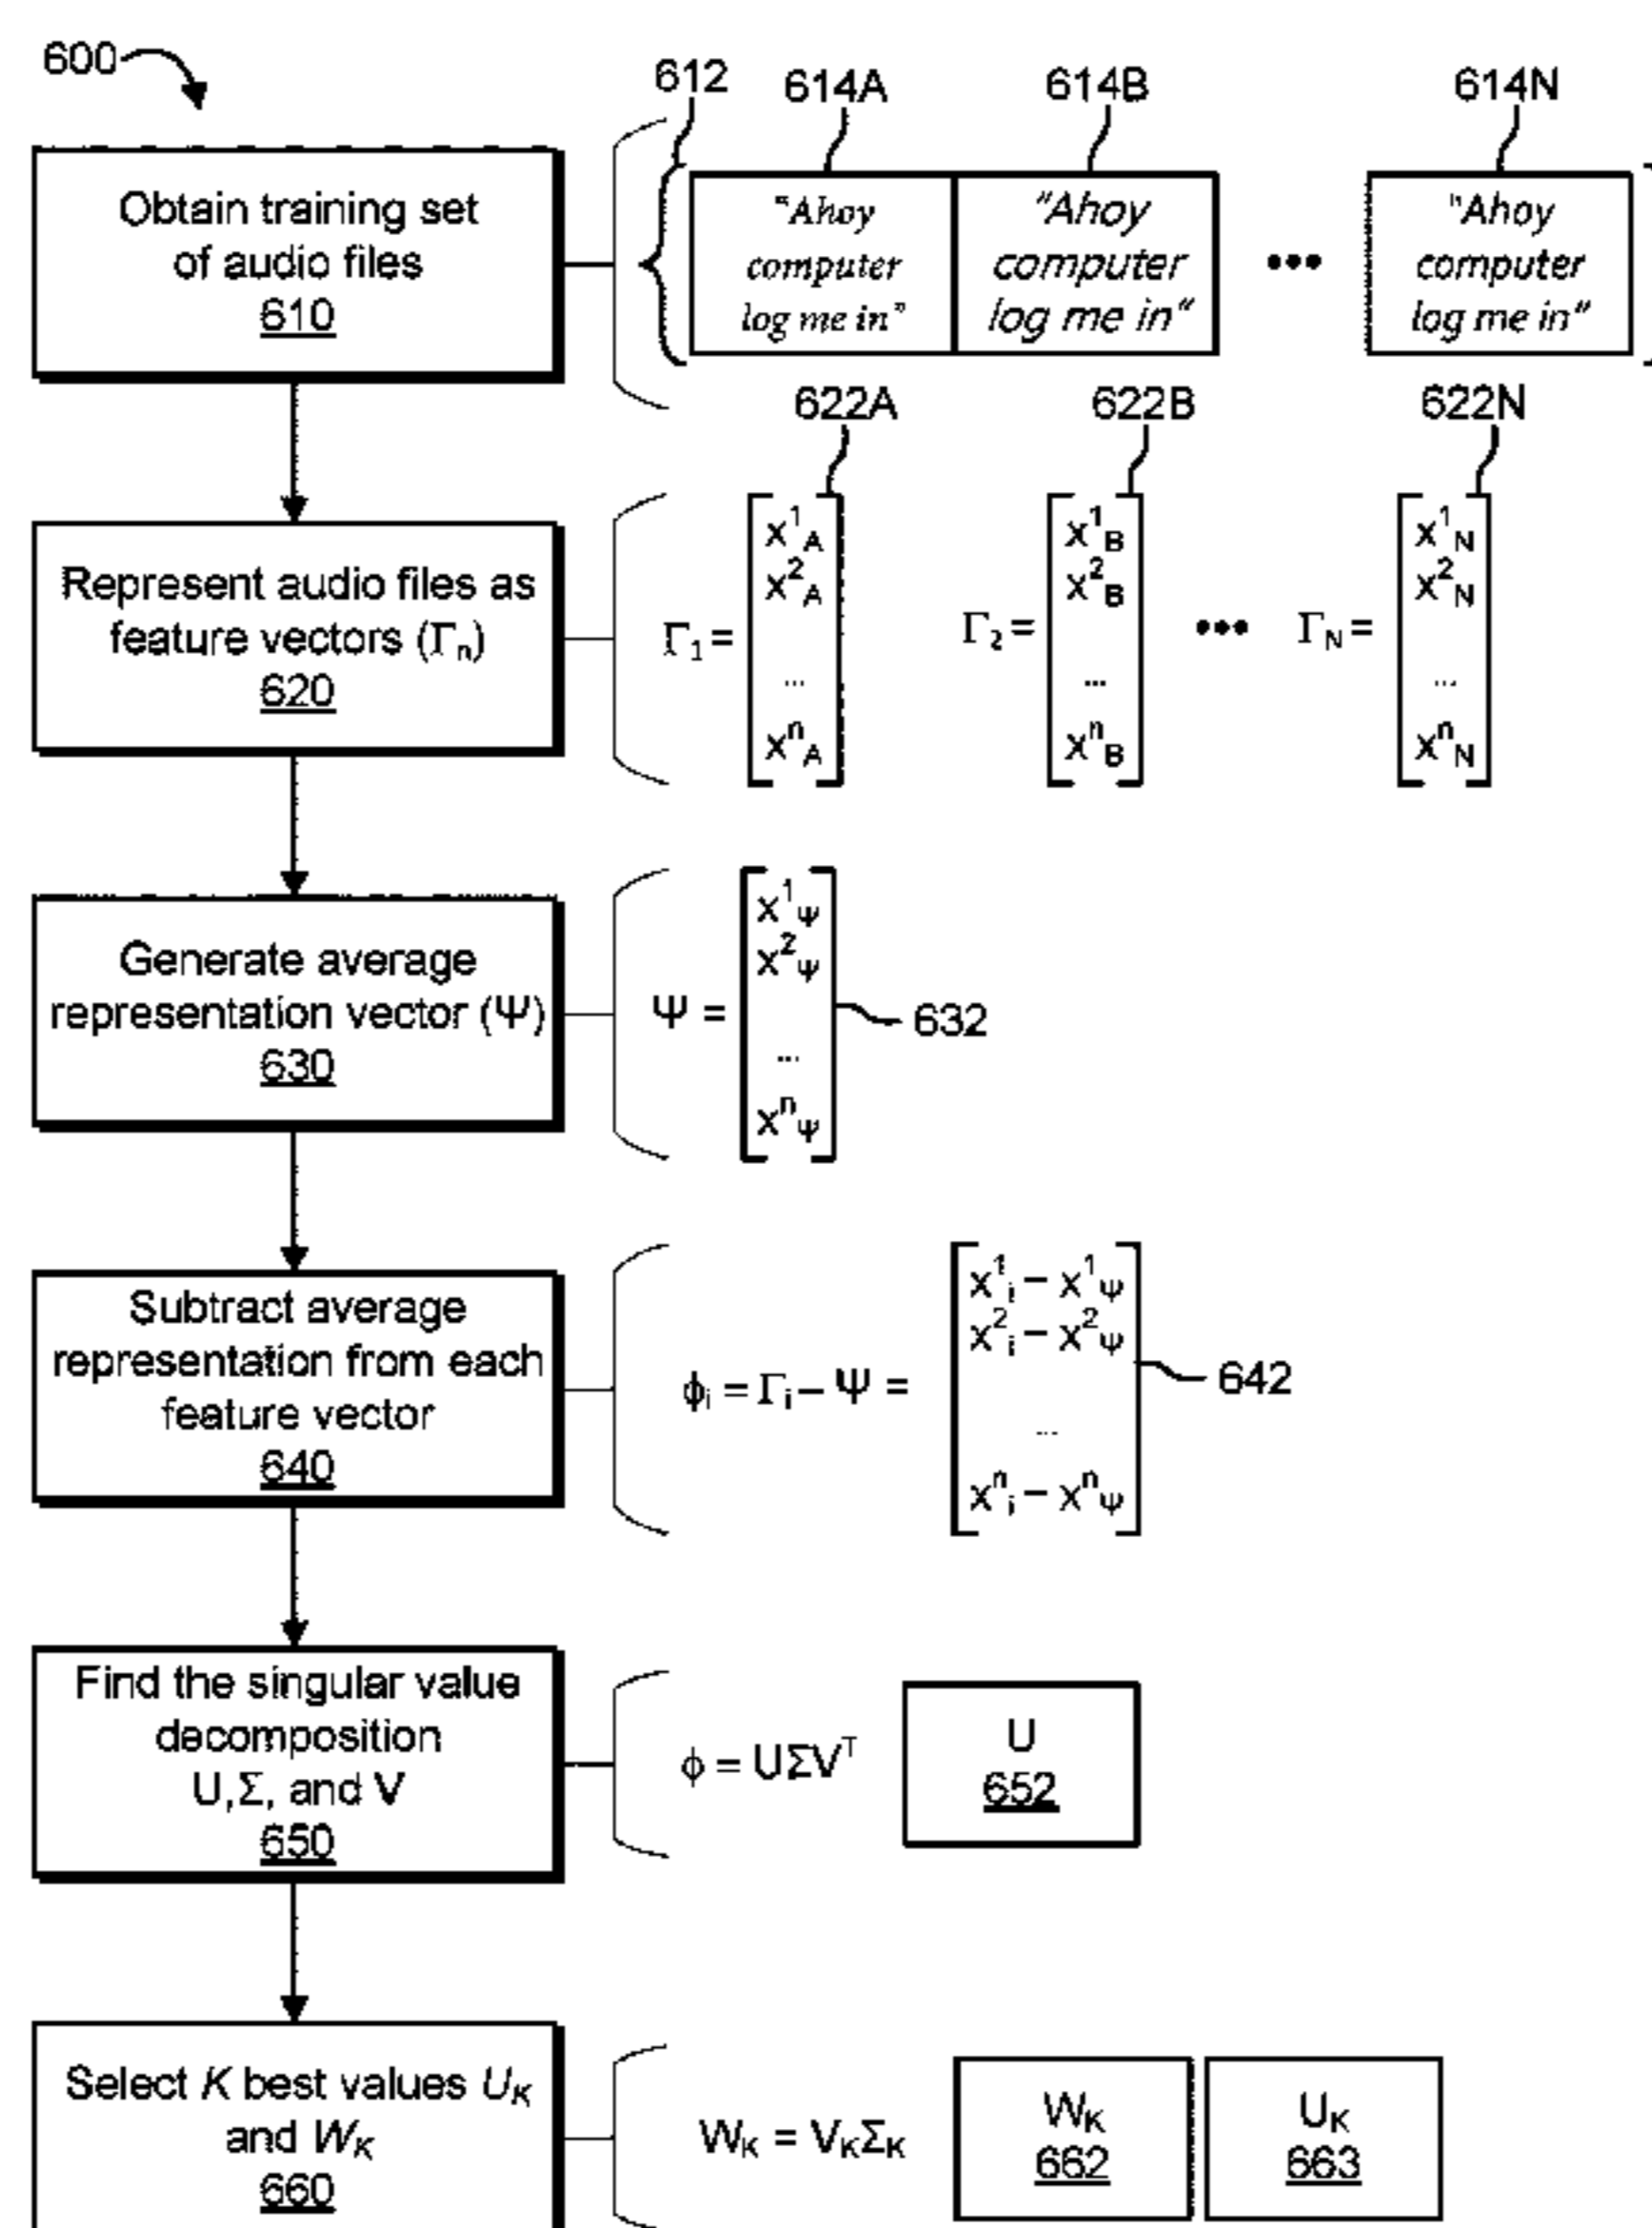 600
612
614A
614B
614N
Obtain training set
of audio files
610
"Ahoy
computer
log me in"
"Ahoy
computer
log me in"
•••
"Ahoy
computer
log me in"
622A
622B
622N
Represent audio files as
feature vectors (Γₙ)
620
Γ₁ =
x¹A
x²A
...
xⁿA
Γ₂ =
x¹B
x²B
...
xⁿB
•••
ΓN =
x¹N
x²N
...
xⁿN
Generate average
representation vector (Ψ)
630
Ψ =
x¹ψ
x²ψ
...
xⁿψ
632
Subtract average
representation from each
feature vector
640
ϕᵢ = Γᵢ – Ψ =
x¹ᵢ – x¹ψ
x²ᵢ – x²ψ
...
xⁿᵢ – xⁿψ
642
Find the singular value
decomposition
U,Σ, and V
650
ϕ = UΣVᵀ
U
652
Select K best values UK
and WK
660
WK = VKΣK
WK
662
UK
663